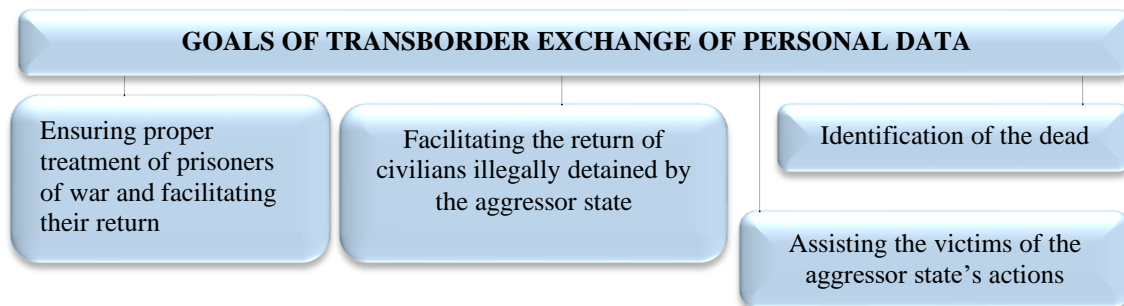 GOALS OF TRANSBORDER EXCHANGE OF PERSONAL DATA
Ensuring proper
treatment of prisoners
of war and facilitating
their return
Facilitating the return of
civilians illegally detained by
the aggressor state
Identification of the dead
Assisting the victims of the
aggressor state’s actions